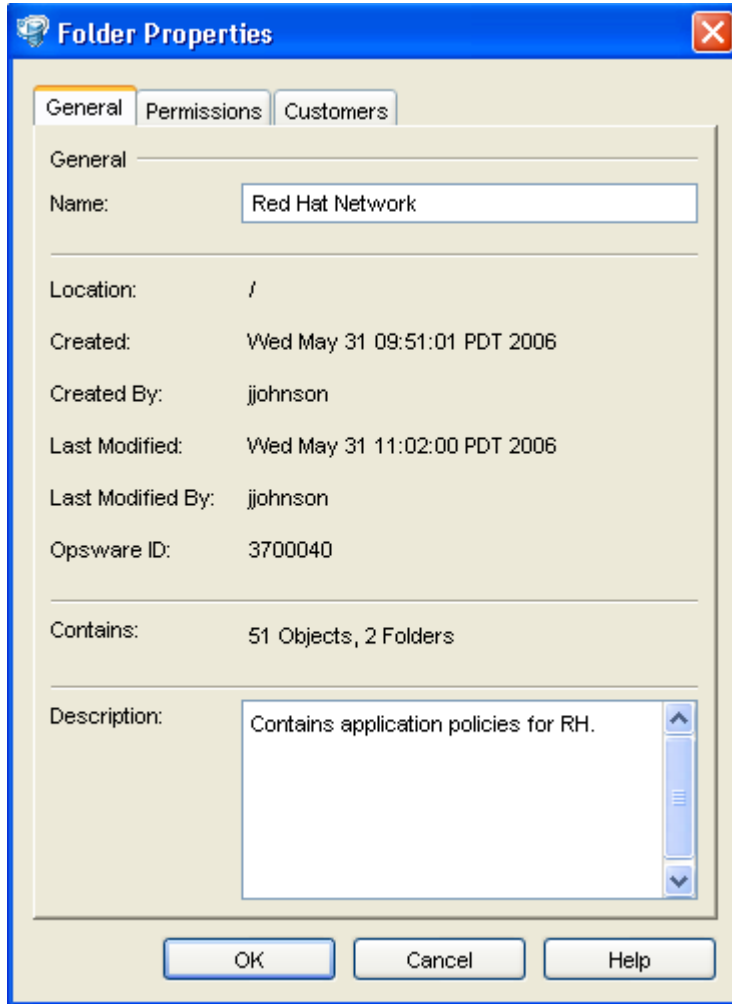 Folder Properties
General Permissions Customers
General
Name: Red Hat Network
Location: /
Created: Wed May 31 09:51:01 PDT 2006
Created By: jjohnson
Last Modified: Wed May 31 11:02:00 PDT 2006
Last Modified By: jjohnson
Opsware ID: 3700040
Contains: 51 Objects, 2 Folders
Description: Contains application policies for RH.
OK Cancel Help